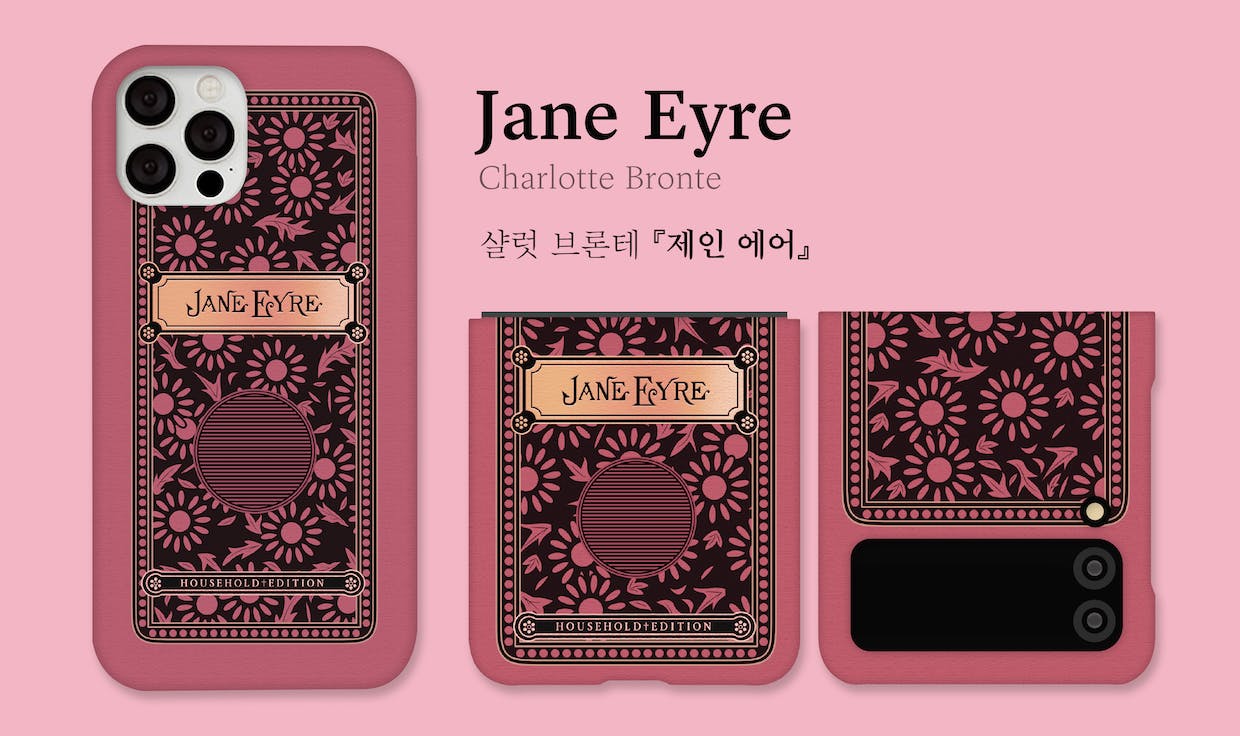 Jane Eyre
Charlotte Bronte
샬럿 브론테 『제인 에어』
JANE EYRE
HOUSEHOLD†EDITION
JANE EYRE
HOUSEHOLD†EDITION